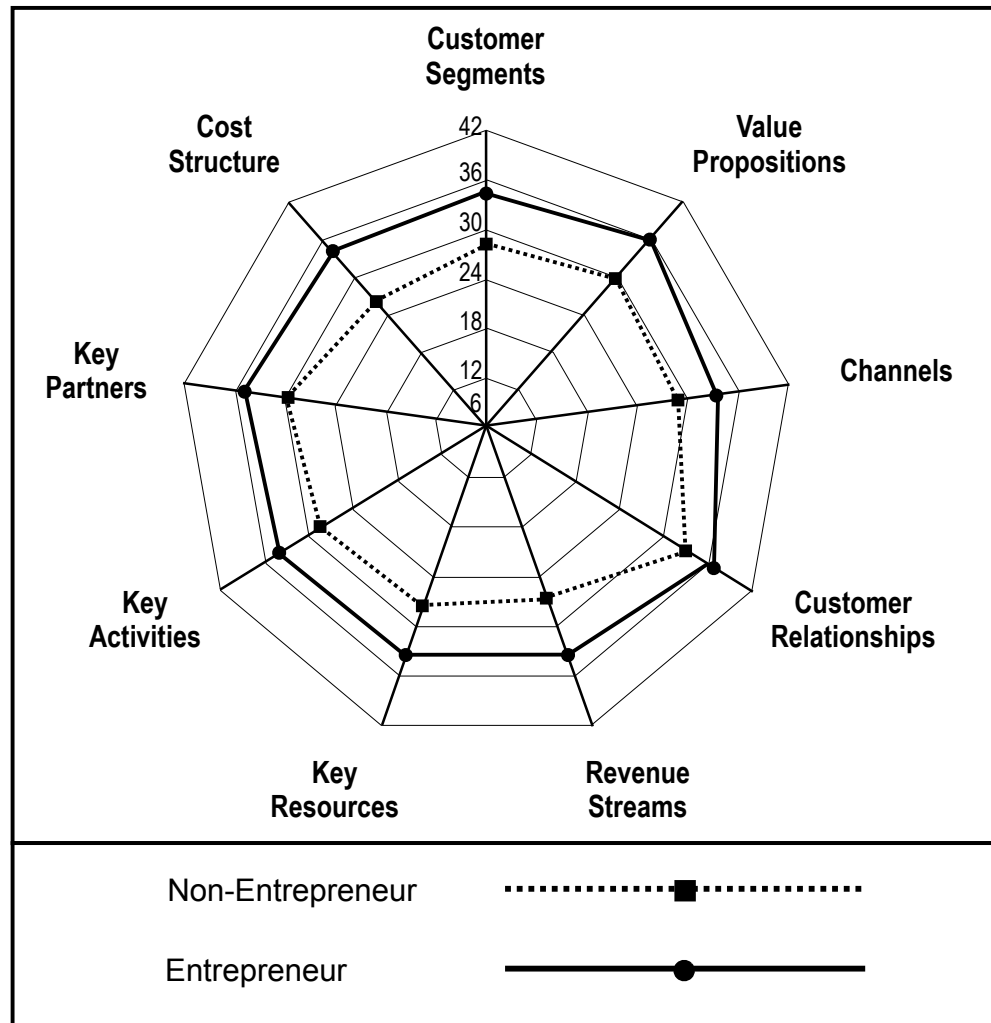 Customer
Segments
Cost
Structure
Value
Propositions
42
36
30
24
18
12
6
Key
Partners
Channels
Key
Activities
Customer
Relationships
Key
Resources
Revenue
Streams
Non-Entrepreneur
Entrepreneur